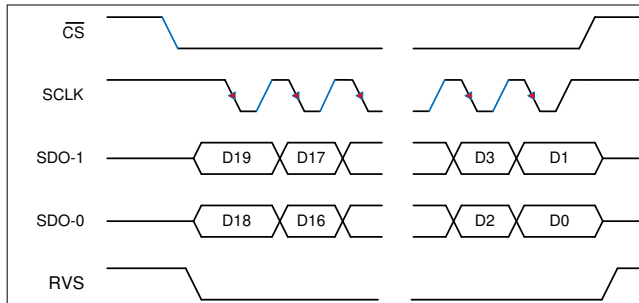 CS
SCLK
SDO-1 D19 D17 D3 D1
SDO-0 D18 D16 D2 D0
RVS